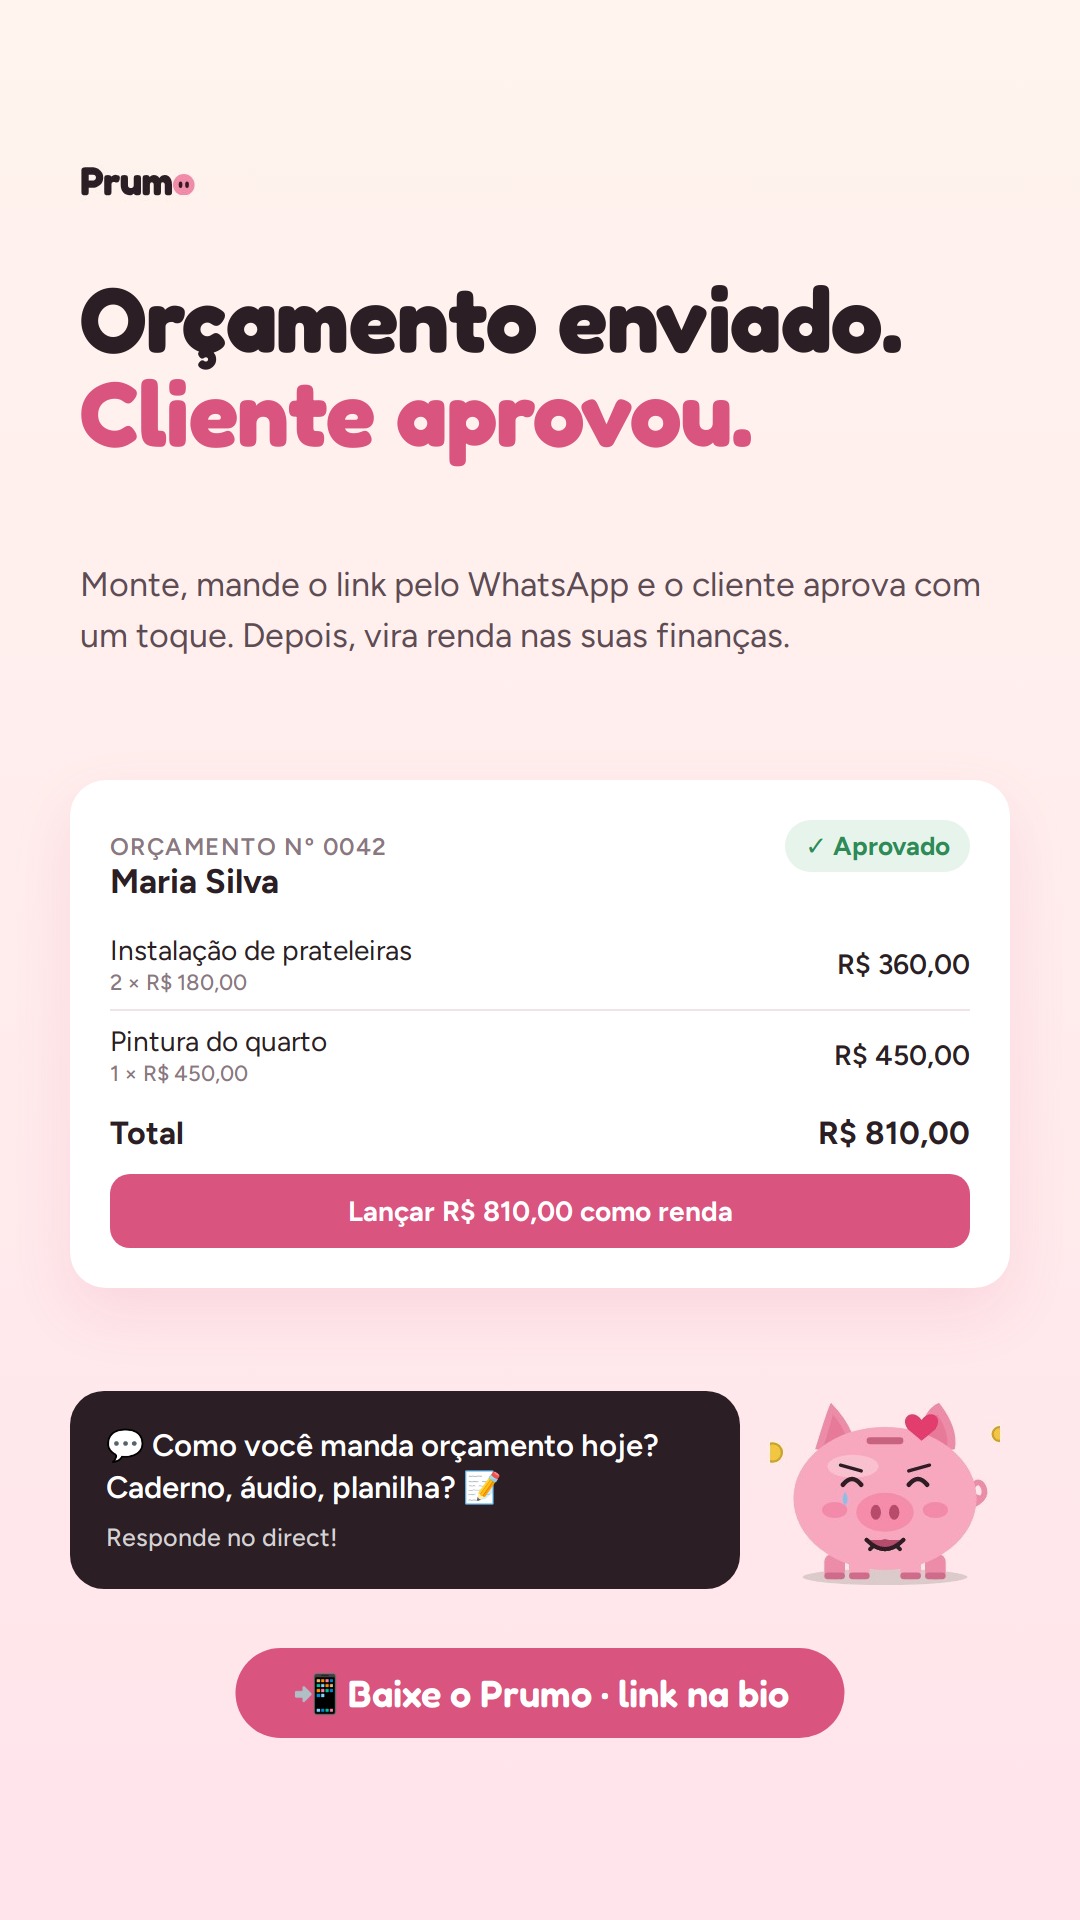 Prumo
Orçamento enviado.
Cliente aprovou.
Monte, mande o link pelo WhatsApp e o cliente aprova com
um toque. Depois, vira renda nas suas finanças.
ORÇAMENTO Nº 0042
✓ Aprovado
Maria Silva
Instalação de prateleiras
2 × R$ 180,00
R$ 360,00
Pintura do quarto
1 × R$ 450,00
R$ 450,00
Total
R$ 810,00
Lançar R$ 810,00 como renda
💬 Como você manda orçamento hoje?
Caderno, áudio, planilha? 📝
Responde no direct!
📲 Baixe o Prumo · link na bio